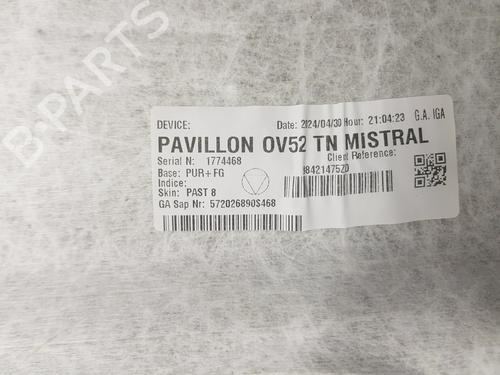 B-PARTS
DEVICE: Date: 2024/04/30 Hour: 21:04:23 G.A. IGA
PAVILLON OV52 TN MISTRAL
Serial N: 1774468 Client Reference:
Base: PUR+FG 98421475ZD
Indice:
Skin: PAST 8
GA Sap Nr: 572026890S468